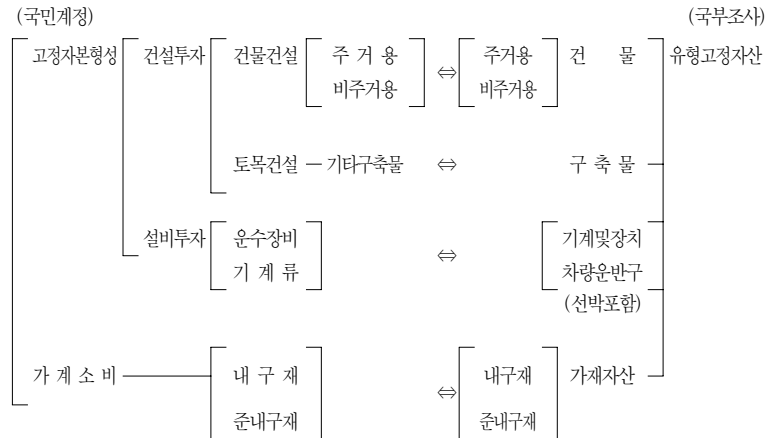 (국민계정) (국부조사)
고정자본형성 건설투자 건물건설 주 거 용 ⇔ 주거용 건 물 유형고정자산
비주거용 비주거용
토목건설 기타구축물 ⇔ 구 축 물
설비투자 운수장비 ⇔ 기계및장치
기 계 류 차량운반구
(선박포함)
가 계 소 비 내 구 재 ⇔ 내구재 가재자산
준내구재 준내구재